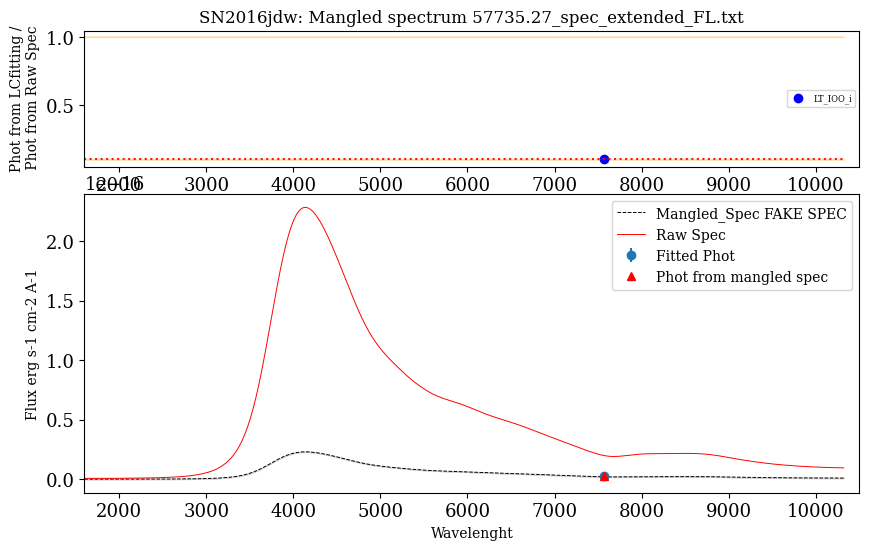 SN2016jdw: Mangled spectrum 57735.27_spec_extended_FL.txt
Phot from LCfitting /
Phot from Raw Spec
1.0
0.5
LT_IOO_i
2000 3000 4000 5000 6000 7000 8000 9000 10000
1e−16
Flux erg s-1 cm-2 A-1
2.0
1.5
1.0
0.5
0.0
Mangled_Spec FAKE SPEC
Raw Spec
Fitted Phot
Phot from mangled spec
2000 3000 4000 5000 6000 7000 8000 9000 10000
Wavelenght